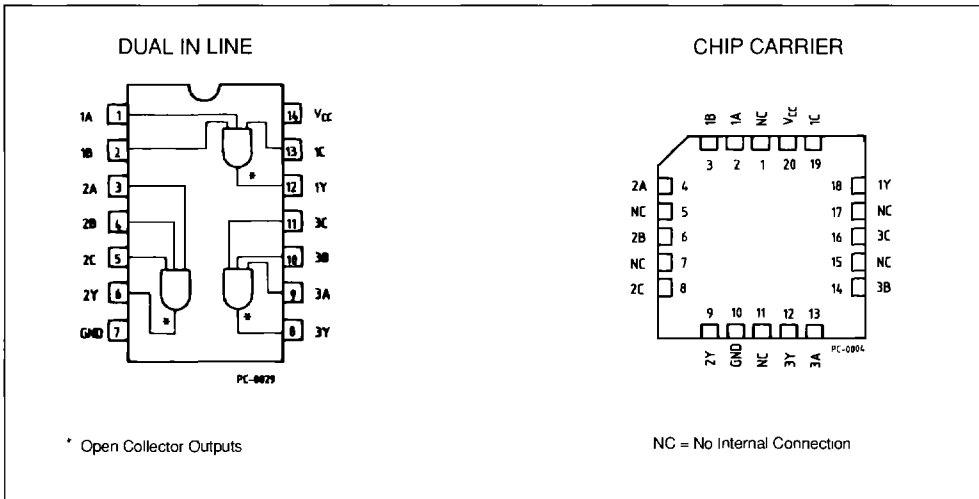 DUAL IN LINE
1A 1
1B 2
2A 3
2B 4
2C 5
2Y 6
GND 7
14 VCC
13 1C
12 1Y
11 3C
10 3B
9 3A
8 3Y
*
*
*
PC-0029
* Open Collector Outputs
CHIP CARRIER
1B 1A NC VCC 1C
3 2 1 20 19
2A 4
NC 5
2B 6
NC 7
2C 8
18 1Y
17 NC
16 3C
15 NC
14 3B
9 10 11 12 13
2Y GND NC 3Y 3A
PC-0004
NC = No Internal Connection